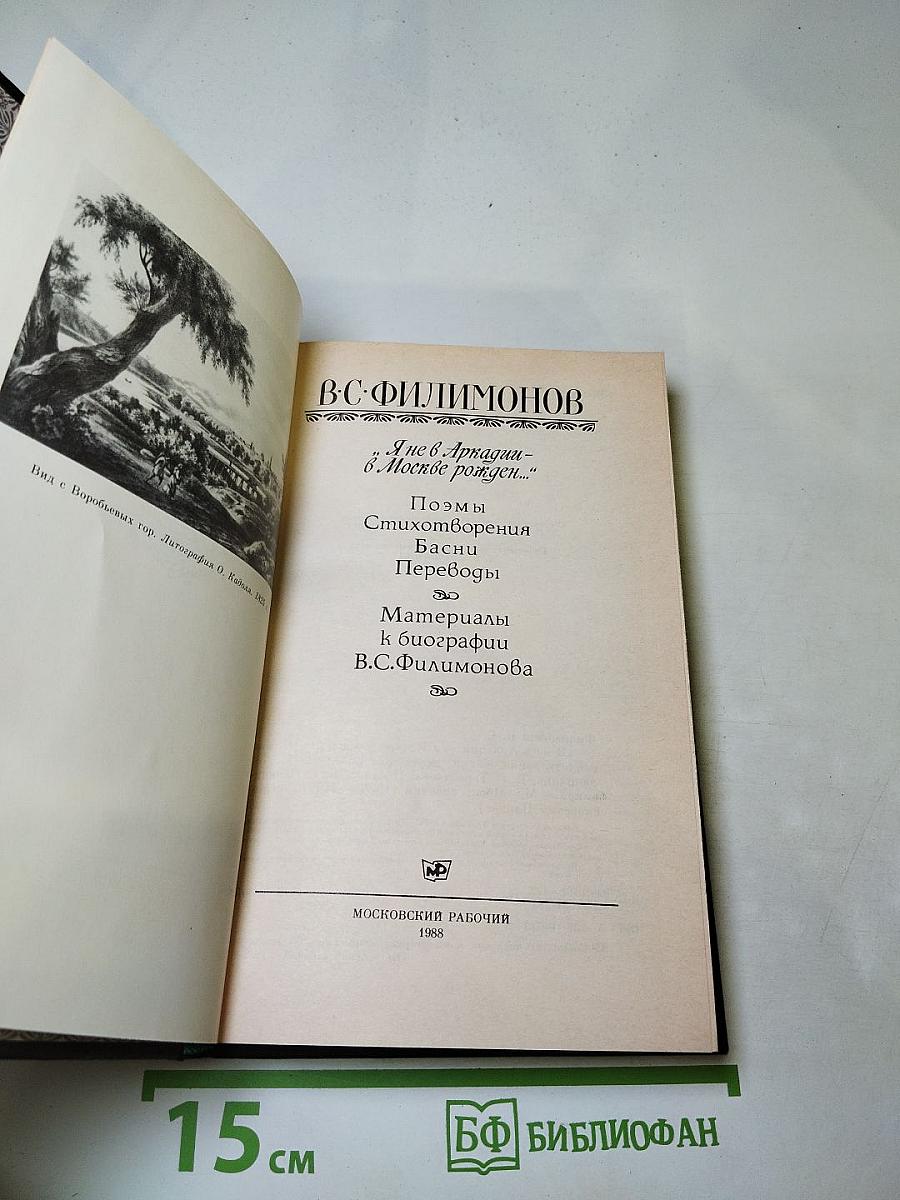 Вид с Воробьевых гор. Литография О. Кадоля. 1825
В·С·ФИЛИМОНОВ
„Я не в Аркадии–
в Москве рожден...“
Поэмы
Стихотворения
Басни
Переводы
Материалы
к биографии
В.С.Филимонова
МР
МОСКОВСКИЙ РАБОЧИЙ
1988
15 см
БФ БИБЛИОФАН